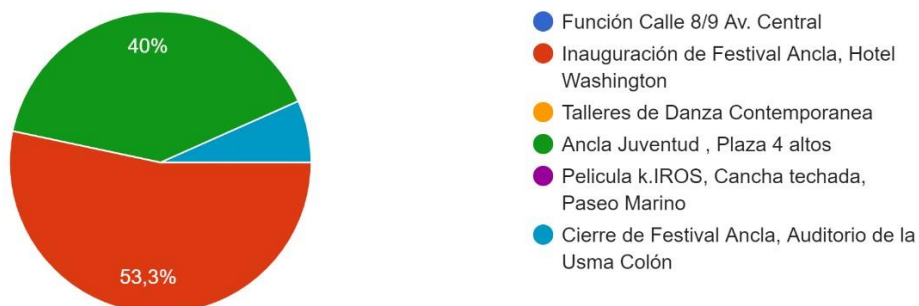 40%
53,3%
Función Calle 8/9 Av. Central
Inauguración de Festival Ancla, Hotel
Washington
Talleres de Danza Contemporanea
Ancla Juventud , Plaza 4 altos
Pelicula k.IROS, Cancha techada,
Paseo Marino
Cierre de Festival Ancla, Auditorio de la
Usma Colón